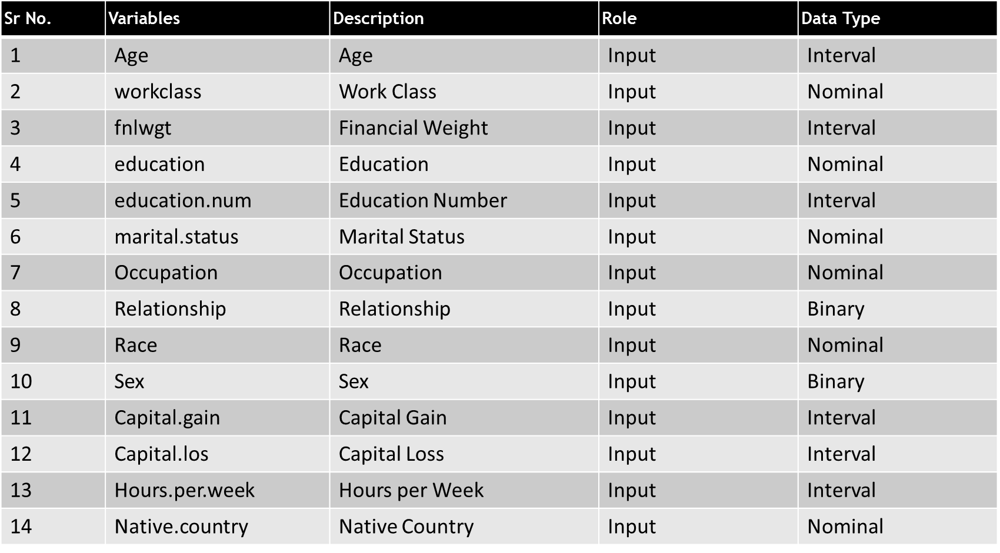 Sr No. Variables Description Role Data Type
1 Age Age Input Interval
2 workclass Work Class Input Nominal
3 fnlwgt Financial Weight Input Interval
4 education Education Input Nominal
5 education.num Education Number Input Interval
6 marital.status Marital Status Input Nominal
7 Occupation Occupation Input Nominal
8 Relationship Relationship Input Binary
9 Race Race Input Nominal
10 Sex Sex Input Binary
11 Capital.gain Capital Gain Input Interval
12 Capital.los Capital Loss Input Interval
13 Hours.per.week Hours per Week Input Interval
14 Native.country Native Country Input Nominal